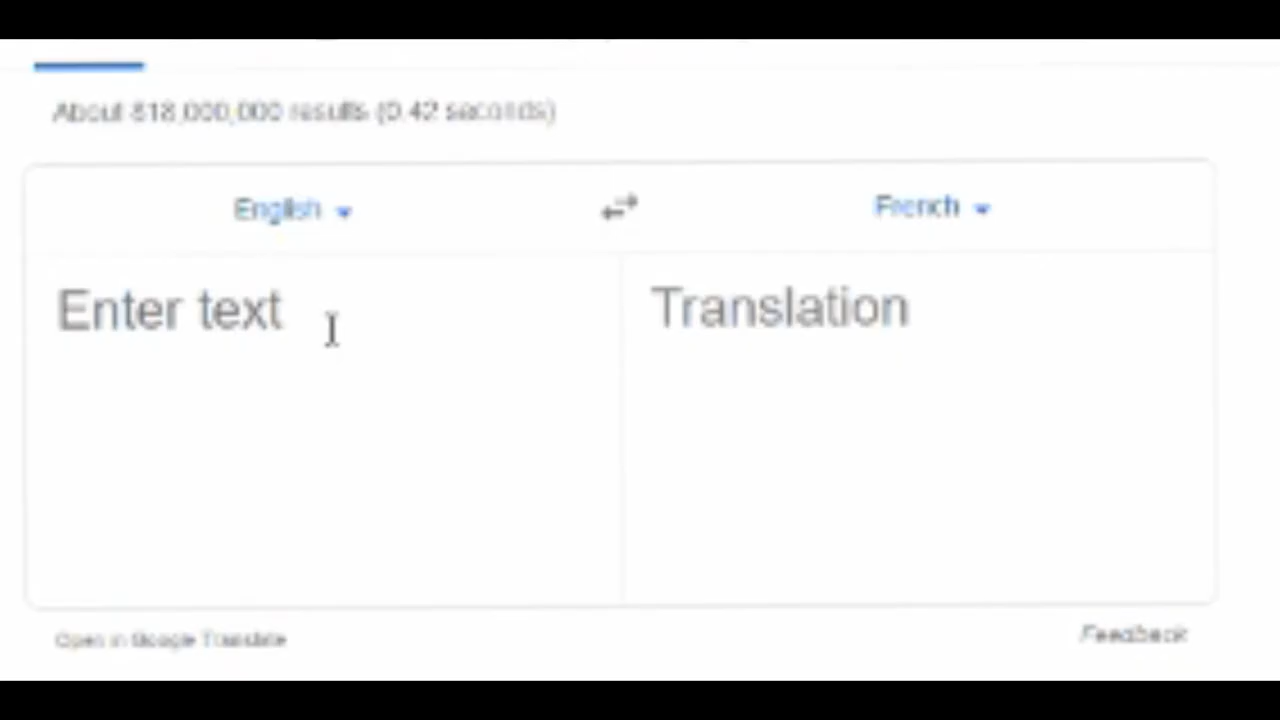 About 818,000,000 results (0.42 seconds)
English French
Enter text Translation
Open in Google Translate Feedback